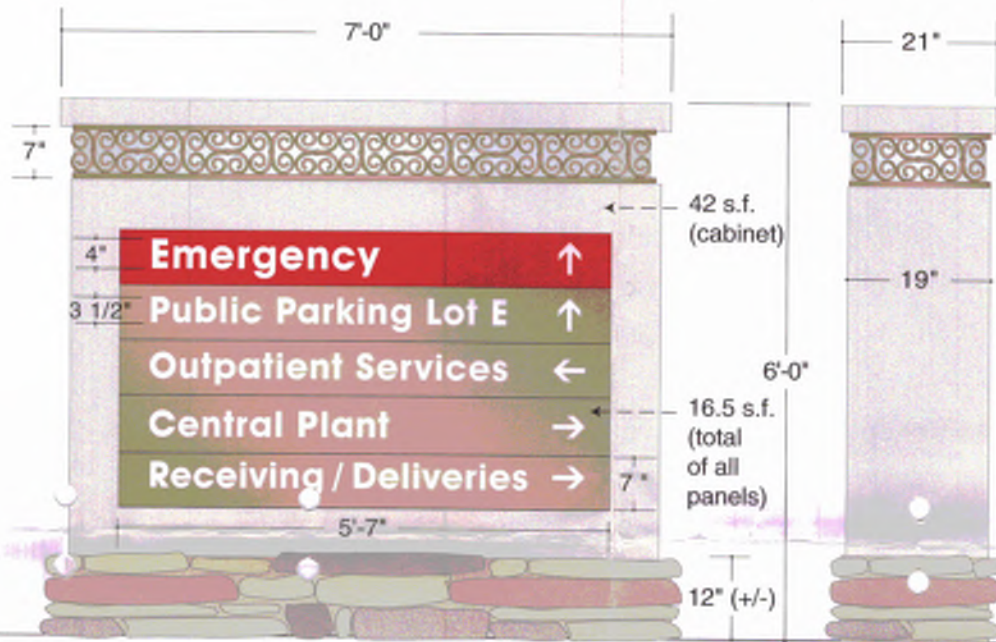 7'-0"
21"
7"
42 s.f.
(cabinet)
4"
Emergency ↑
19"
3 1/2"
Public Parking Lot E ↑
Outpatient Services ←
6'-0"
16.5 s.f.
(total
of all
panels)
Central Plant →
Receiving / Deliveries →
7"
5'-7"
12" (+/-)